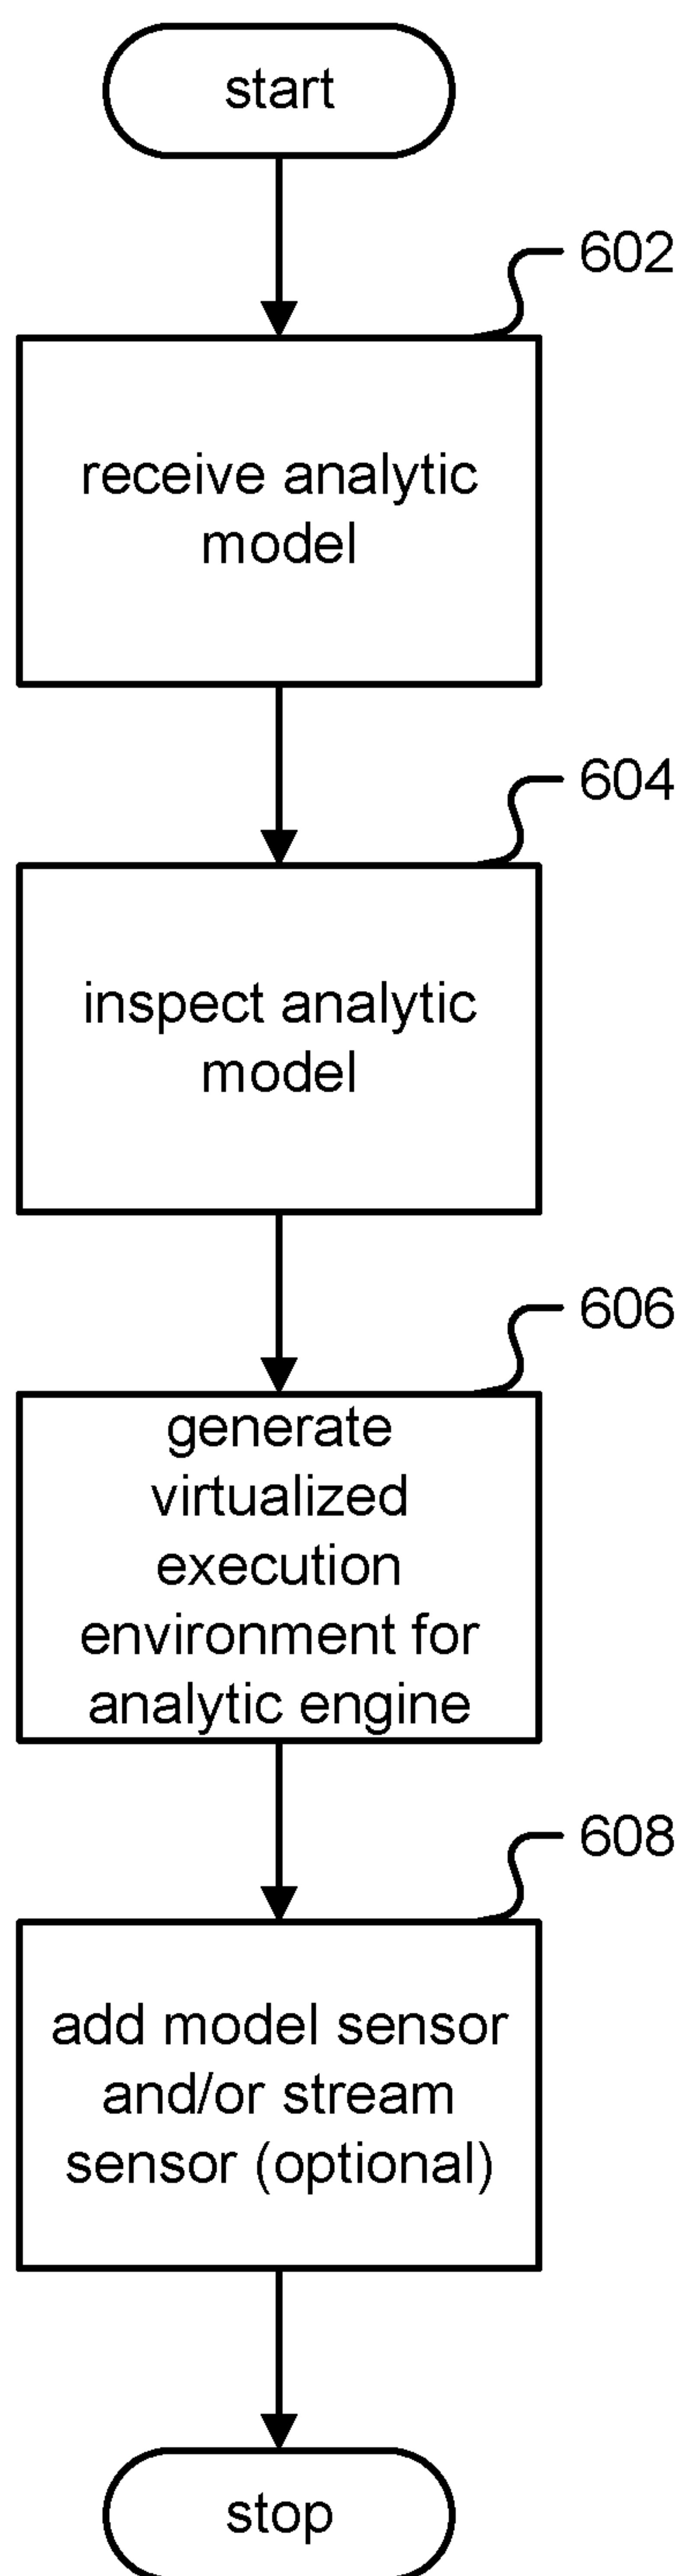 start
602
receive analytic
model
604
inspect analytic
model
606
generate
virtualized
execution
environment for
analytic engine
608
add model sensor
and/or stream
sensor (optional)
stop